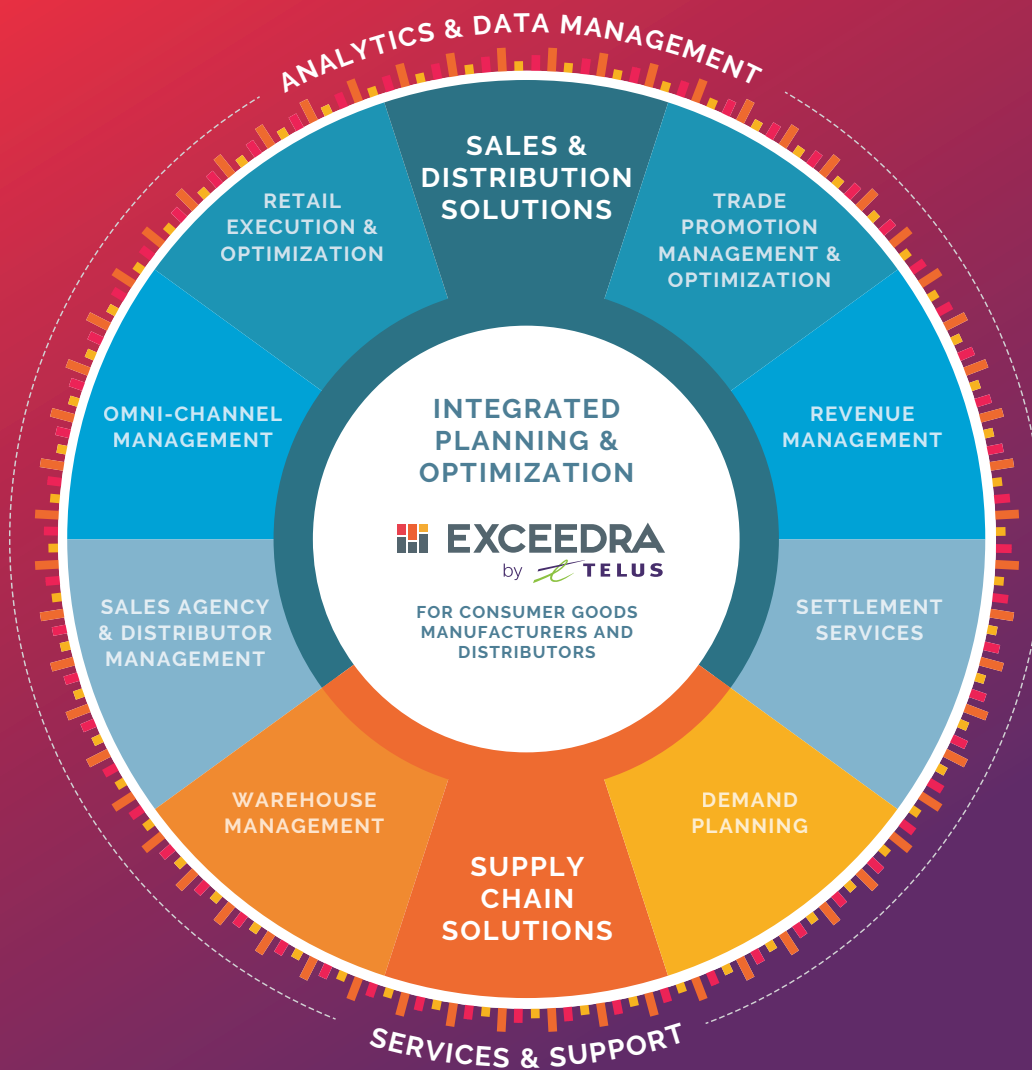 ANALYTICS & DATA MANAGEMENT
SALES &
DISTRIBUTION
SOLUTIONS
TRADE
PROMOTION
MANAGEMENT &
OPTIMIZATION
REVENUE
MANAGEMENT
SETTLEMENT
SERVICES
DEMAND
PLANNING
SUPPLY
CHAIN
SOLUTIONS
WAREHOUSE
MANAGEMENT
SALES AGENCY
& DISTRIBUTOR
MANAGEMENT
OMNI-CHANNEL
MANAGEMENT
RETAIL
EXECUTION &
OPTIMIZATION
INTEGRATED
PLANNING &
OPTIMIZATION
EXCEEDRA
by TELUS
FOR CONSUMER GOODS
MANUFACTURERS AND
DISTRIBUTORS
SERVICES & SUPPORT